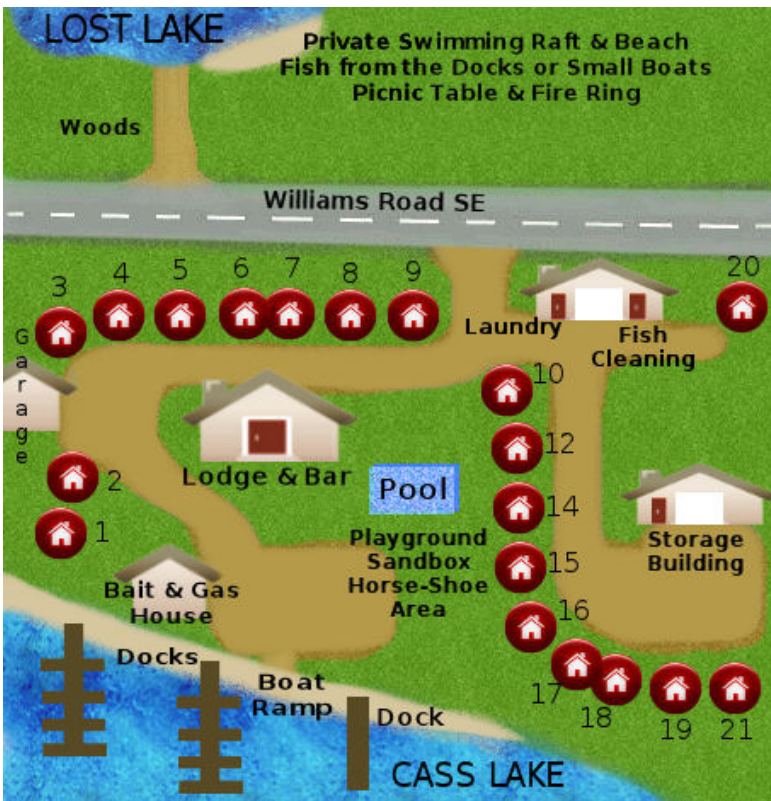 LOST LAKE
Private Swimming Raft & Beach
Fish from the Docks or Small Boats
Picnic Table & Fire Ring
Woods
Williams Road SE
3
4
5
6
7
8
9
20
Garage
Laundry
Fish
Cleaning
10
12
14
15
16
17
18
19
21
Lodge & Bar
Pool
2
1
Playground
Sandbox
Horse-Shoe
Area
Storage
Building
Bait & Gas
House
Docks
Boat
Ramp
Dock
CASS LAKE